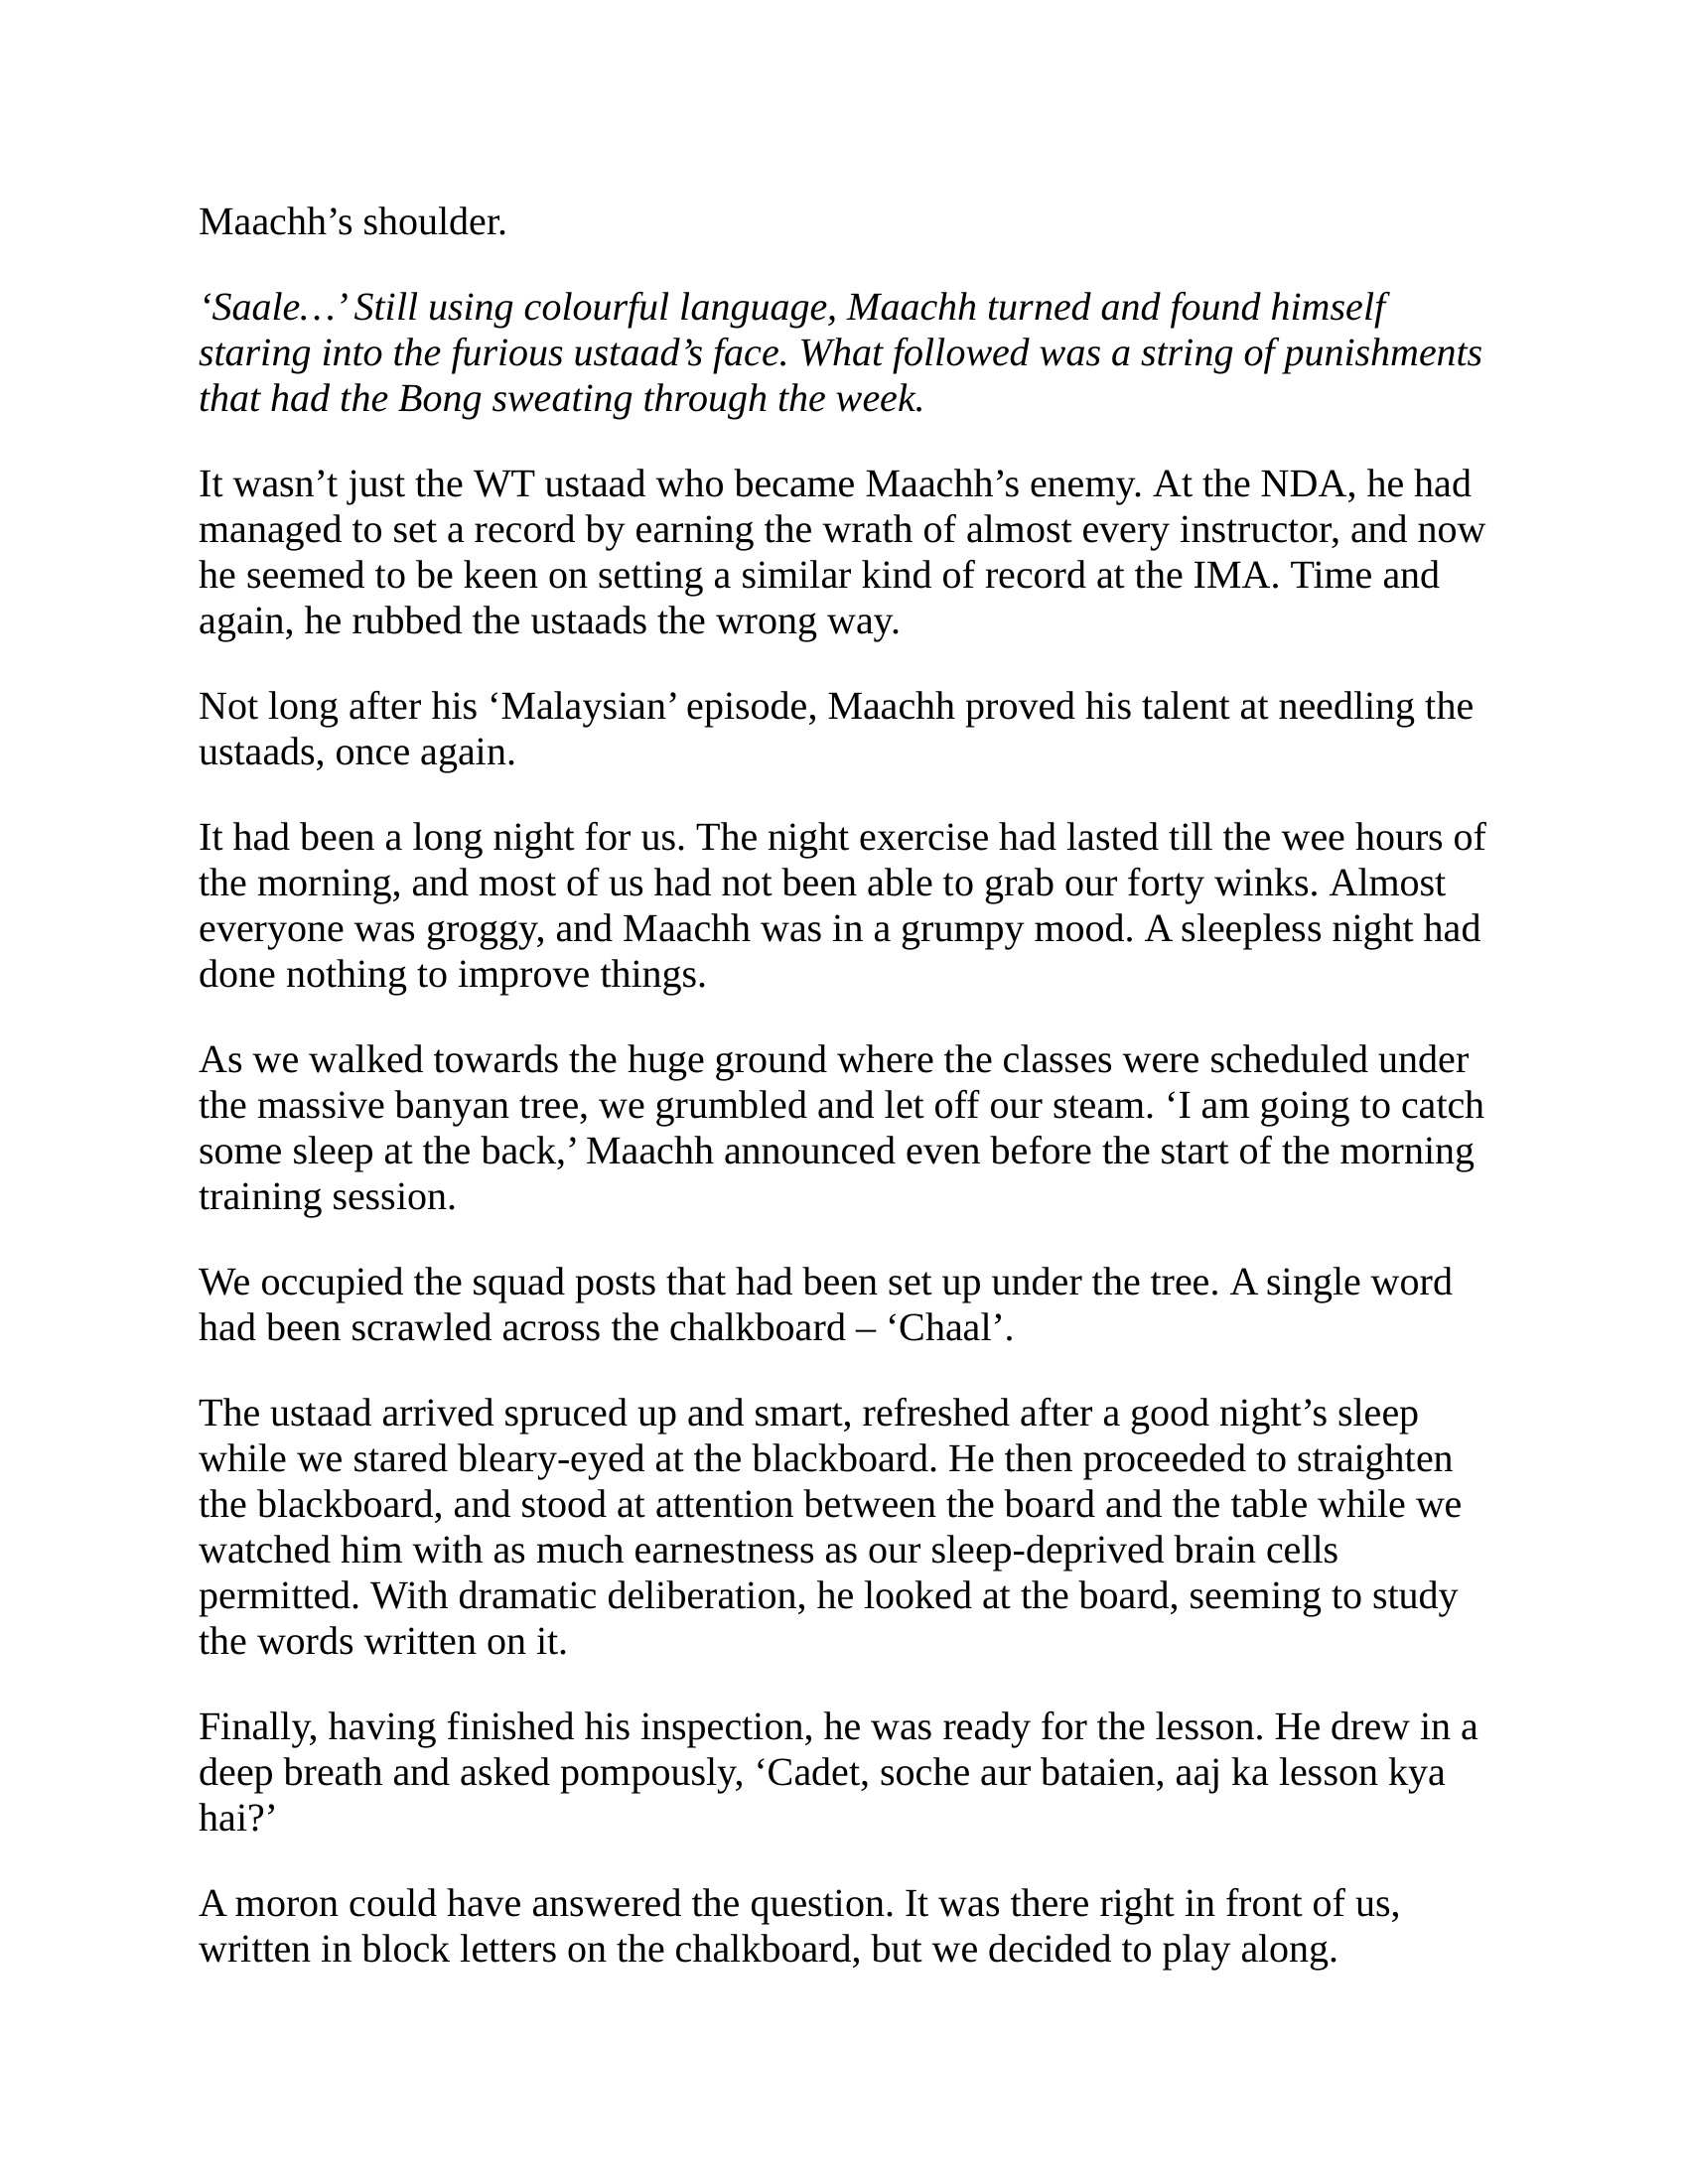 Maachh’s shoulder.
‘Saale…’ Still using colourful language, Maachh turned and found himself
staring into the furious ustaad’s face. What followed was a string of punishments
that had the Bong sweating through the week.
It wasn’t just the WT ustaad who became Maachh’s enemy. At the NDA, he had
managed to set a record by earning the wrath of almost every instructor, and now
he seemed to be keen on setting a similar kind of record at the IMA. Time and
again, he rubbed the ustaads the wrong way.
Not long after his ‘Malaysian’ episode, Maachh proved his talent at needling the
ustaads, once again.
It had been a long night for us. The night exercise had lasted till the wee hours of
the morning, and most of us had not been able to grab our forty winks. Almost
everyone was groggy, and Maachh was in a grumpy mood. A sleepless night had
done nothing to improve things.
As we walked towards the huge ground where the classes were scheduled under
the massive banyan tree, we grumbled and let off our steam. ‘I am going to catch
some sleep at the back,’ Maachh announced even before the start of the morning
training session.
We occupied the squad posts that had been set up under the tree. A single word
had been scrawled across the chalkboard – ‘Chaal’.
The ustaad arrived spruced up and smart, refreshed after a good night’s sleep
while we stared bleary-eyed at the blackboard. He then proceeded to straighten
the blackboard, and stood at attention between the board and the table while we
watched him with as much earnestness as our sleep-deprived brain cells
permitted. With dramatic deliberation, he looked at the board, seeming to study
the words written on it.
Finally, having finished his inspection, he was ready for the lesson. He drew in a
deep breath and asked pompously, ‘Cadet, soche aur bataien, aaj ka lesson kya
hai?’
A moron could have answered the question. It was there right in front of us,
written in block letters on the chalkboard, but we decided to play along.